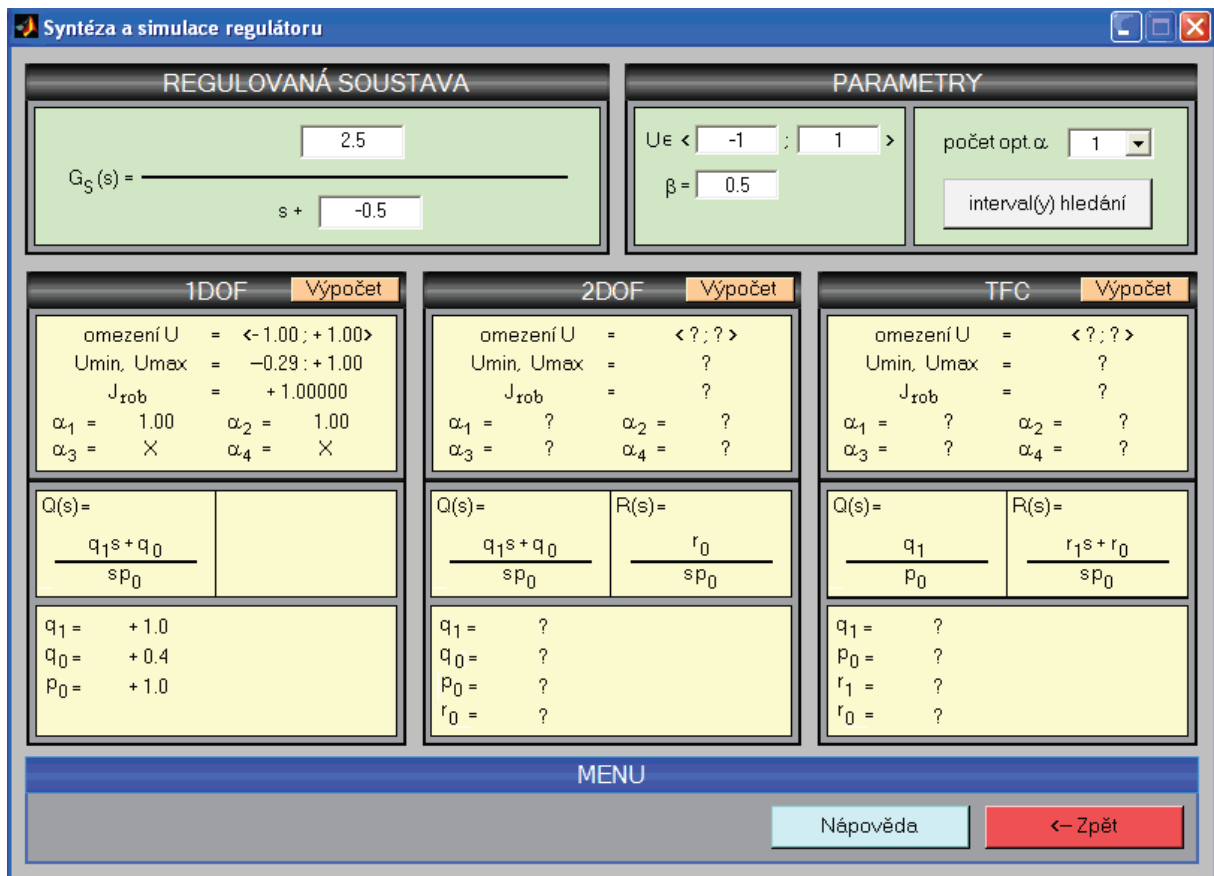 Syntéza a simulace regulátoru
REGULOVANÁ SOUSTAVA
2.5
G_S(s) =
s + -0.5
PARAMETRY
U ∈ < -1 ; 1 >
β = 0.5
počet opt. α 1
interval(y) hledání
1DOF Výpočet
omezení U = <- 1.00 ; + 1.00>
Umin, Umax = −0.29 : + 1.00
J_rob = + 1.00000
α_1 = 1.00 α_2 = 1.00
α_3 = X α_4 = X
Q(s)=
q_1s + q_0
sp_0
q_1 = + 1.0
q_0 = + 0.4
p_0 = + 1.0
2DOF Výpočet
omezení U = < ? ; ? >
Umin, Umax = ?
J_rob = ?
α_1 = ? α_2 = ?
α_3 = ? α_4 = ?
Q(s)= R(s)=
q_1s + q_0 r_0
sp_0 sp_0
q_1 = ?
q_0 = ?
p_0 = ?
r_0 = ?
TFC Výpočet
omezení U = < ? ; ? >
Umin, Umax = ?
J_rob = ?
α_1 = ? α_2 = ?
α_3 = ? α_4 = ?
Q(s)= R(s)=
q_1 r_1s + r_0
p_0 sp_0
q_1 = ?
p_0 = ?
r_1 = ?
r_0 = ?
MENU
Nápověda
<-- Zpět